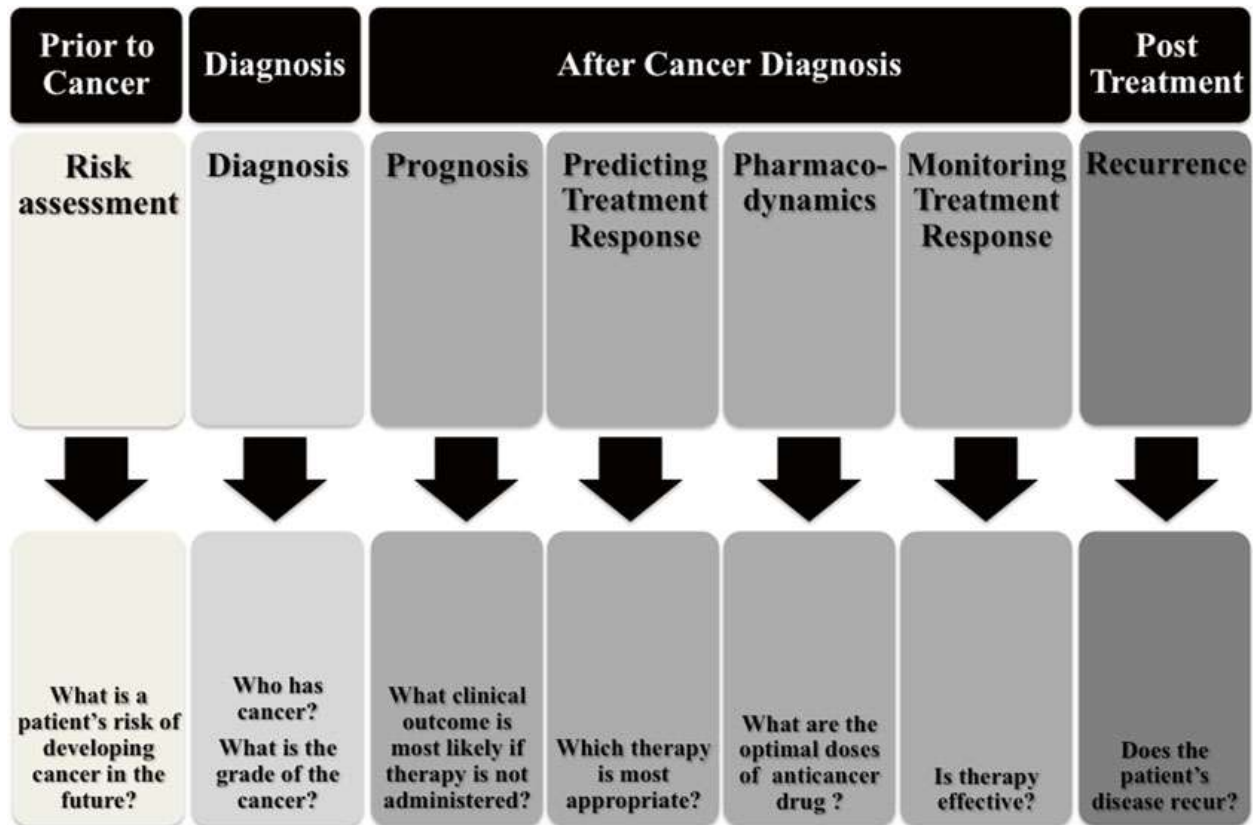 Prior to
Cancer
Diagnosis
After Cancer Diagnosis
Post
Treatment
Risk
assessment
Diagnosis
Prognosis
Predicting
Treatment
Response
Pharmaco-
dynamics
Monitoring
Treatment
Response
Recurrence
What is a
patient's risk of
developing
cancer in the
future?
Who has
cancer?
What is the
grade of the
cancer?
What clinical
outcome is
most likely if
therapy is not
administered?
Which therapy
is most
appropriate?
What are the
optimal doses
of anticancer
drug ?
Is therapy
effective?
Does the
patient's
disease recur?